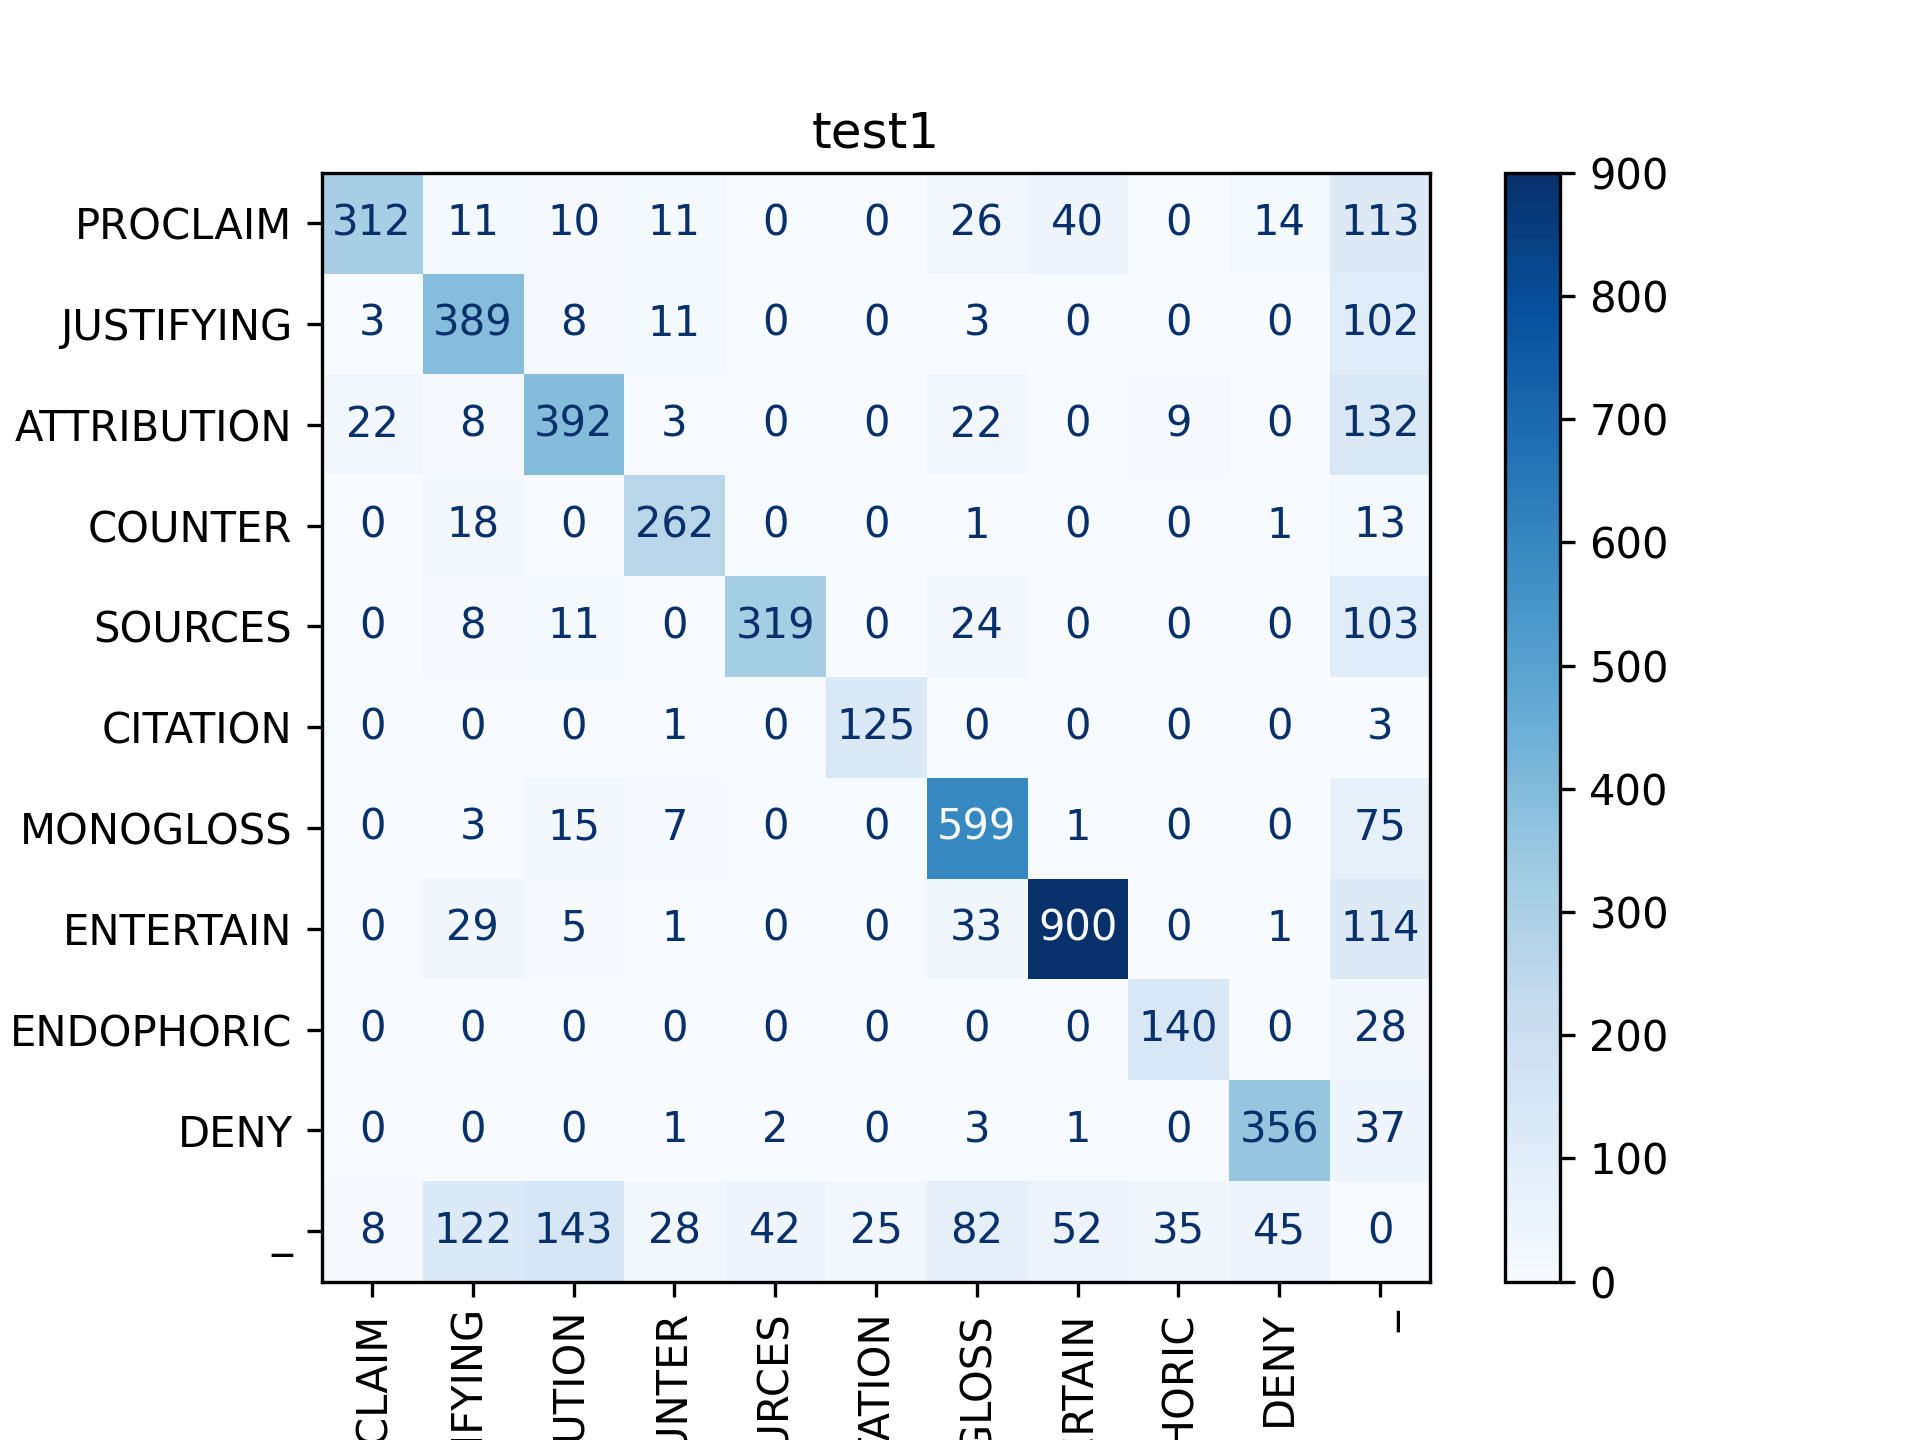 test1
PROCLAIM 312 11 10 11 0 0 26 40 0 14 113
JUSTIFYING 3 389 8 11 0 0 3 0 0 0 102
ATTRIBUTION 22 8 392 3 0 0 22 0 9 0 132
COUNTER 0 18 0 262 0 0 1 0 0 1 13
SOURCES 0 8 11 0 319 0 24 0 0 0 103
CITATION 0 0 0 1 0 125 0 0 0 0 3
MONOGLOSS 0 3 15 7 0 0 599 1 0 0 75
ENTERTAIN 0 29 5 1 0 0 33 900 0 1 114
ENDOPHORIC 0 0 0 0 0 0 0 0 140 0 28
DENY 0 0 0 1 2 0 3 1 0 356 37
_ 8 122 143 28 42 25 82 52 35 45 0
CLAIM
IFYING
UTION
UNTER
URCES
TATION
GLOSS
RTAIN
HORIC
DENY
_
900
800
700
600
500
400
300
200
100
0